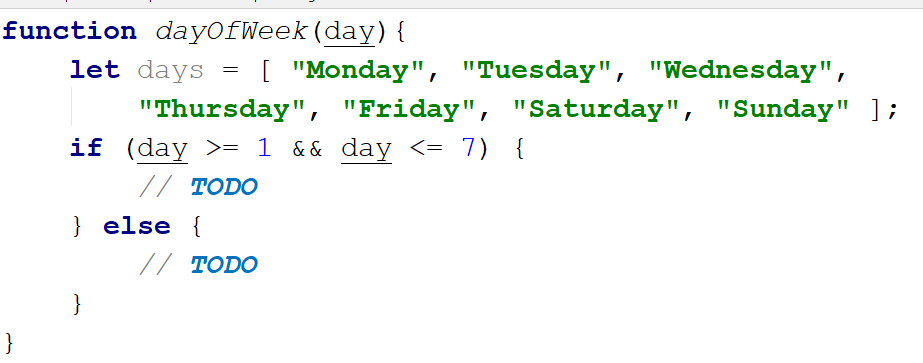 function dayOfWeek(day){
    let days = [ "Monday", "Tuesday", "Wednesday",
        "Thursday", "Friday", "Saturday", "Sunday" ];
    if (day >= 1 && day <= 7) {
        // TODO
    } else {
        // TODO
    }
}